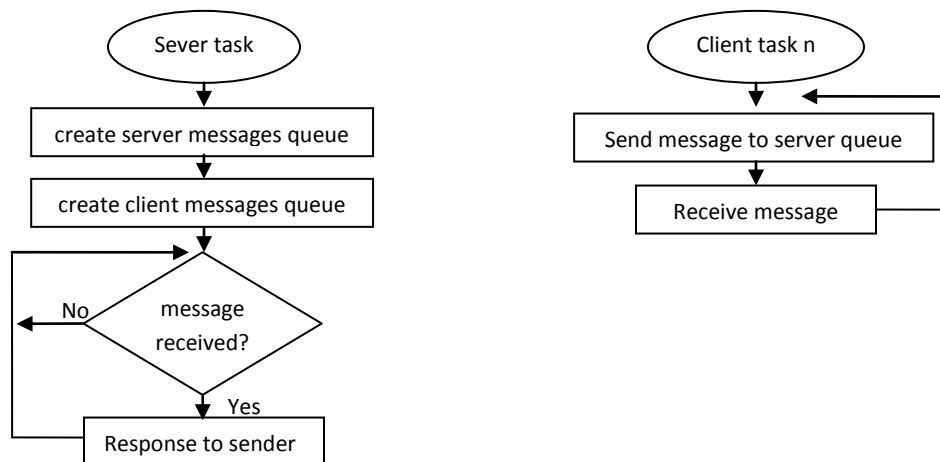 Sever task
create server messages queue
create client messages queue
No
message
received?
Yes
Response to sender
Client task n
Send message to server queue
Receive message